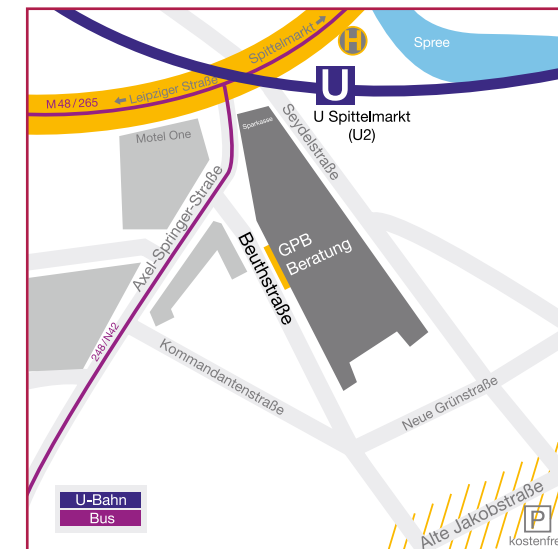 Spittelmarkt
H
Spree
Leipziger Straße
M48/265
U
U Spittelmarkt
(U2)
Sparkasse
Seydelstraße
Motel One
Axel-Springer-Straße
GPB
Beratung
Beuthstraße
248/N42
Kommandantenstraße
Neue Grünstraße
U-Bahn
Bus
Alte Jakobstraße
P
kostenfre